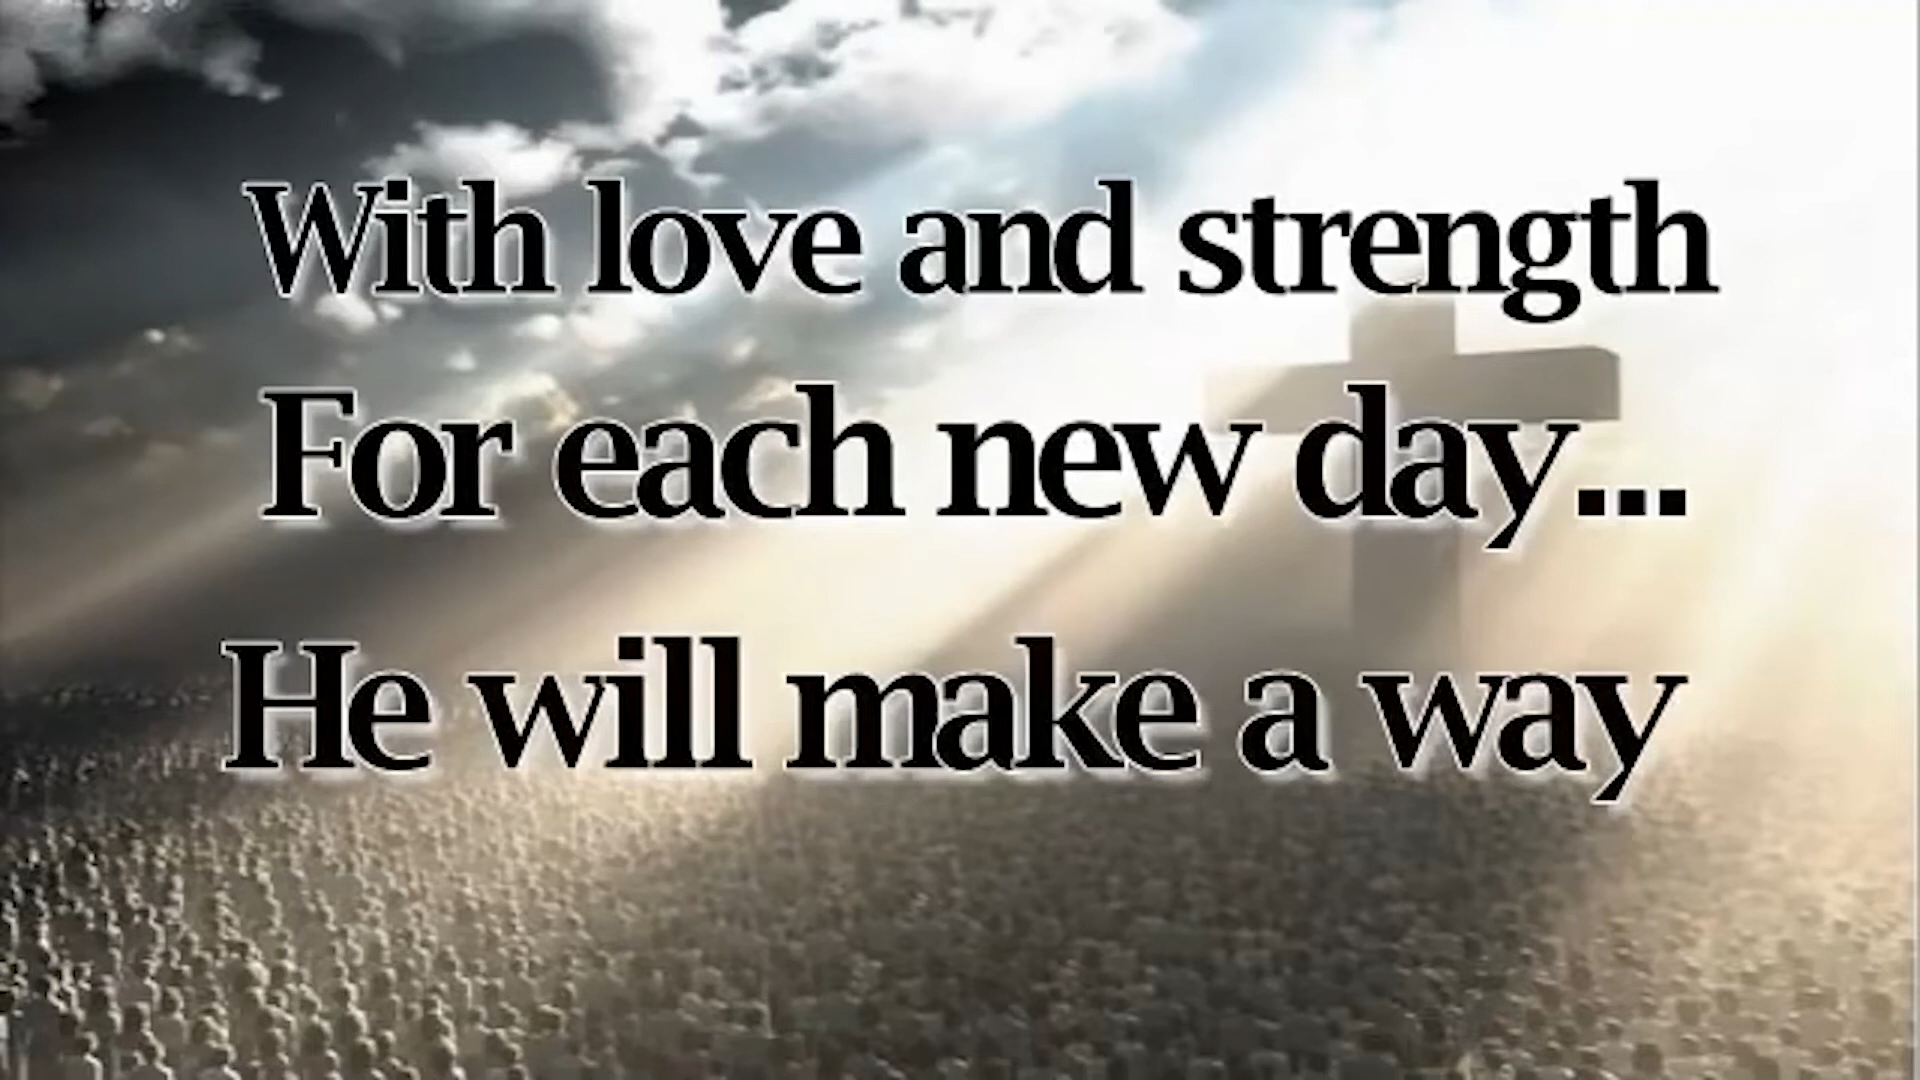 With love and strength
For each new day...
He will make a way